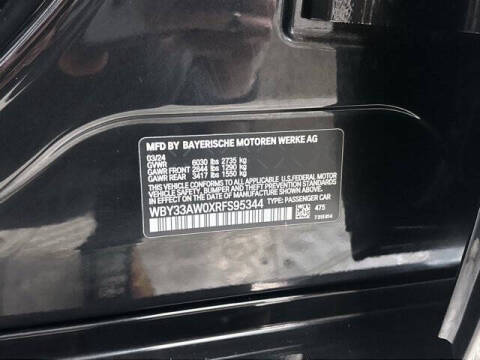 MFD BY BAYERISCHE MOTOREN WERKE AG
03/24
GVWR 6030 lbs 2735 kg
GAWR FRONT 2844 lbs 1290 kg
GAWR REAR 3417 lbs 1550 kg
THIS VEHICLE CONFORMS TO ALL APPLICABLE U.S. FEDERAL MOTOR
VEHICLE SAFETY, BUMPER, AND THEFT PREVENTION STANDARDS IN
EFFECT ON THE DATE OF MANUFACTURE SHOWN ABOVE.
WBY33AW0XRFS95344 TYPE: PASSENGER CAR
475